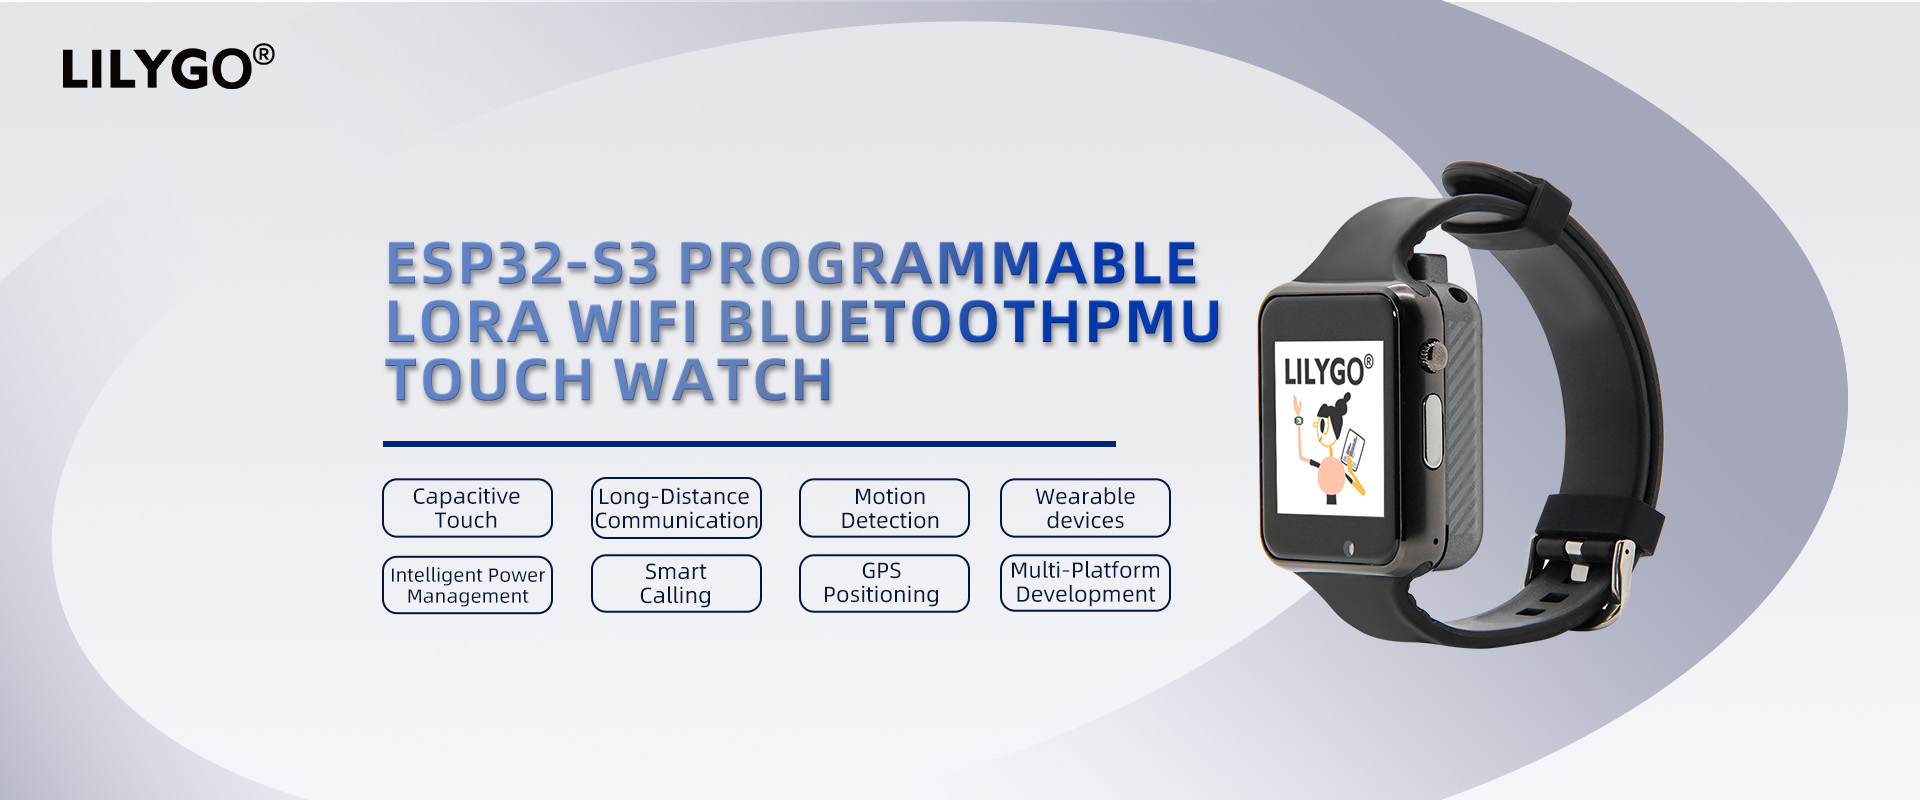 LILYGO®
ESP32-S3 PROGRAMMABLE
LORA WIFI BLUETOOTHPMU
TOUCH WATCH
Capacitive
Touch
Long-Distance
Communication
Motion
Detection
Wearable
devices
Intelligent Power
Management
Smart
Calling
GPS
Positioning
Multi-Platform
Development
LILYGO®